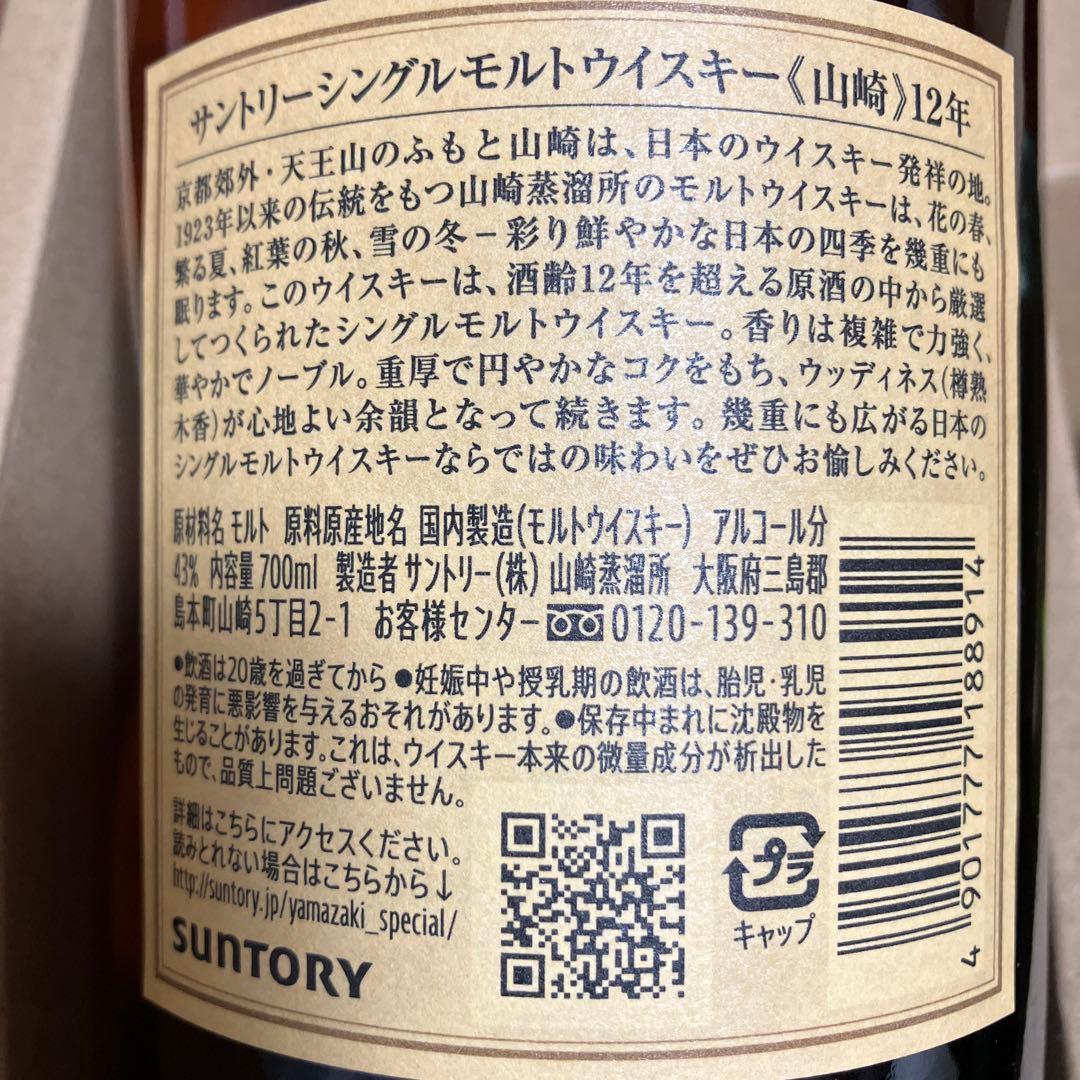 サントリーシングルモルトウイスキー《山崎》12年
京都郊外・天王山のふもと山崎は、日本のウイスキー発祥の地。
1923年以来の伝統をもつ山崎蒸溜所のモルトウイスキーは、花の春、
繁る夏、紅葉の秋、雪の冬－彩り鮮やかな日本の四季を幾重にも
眠ります。このウイスキーは、酒齢12年を超える原酒の中から厳選
してつくられたシングルモルトウイスキー。香りは複雑で力強く、
華やかでノーブル。重厚で円やかなコクをもち、ウッディネス(樽熟
木香)が心地よい余韻となって続きます。幾重にも広がる日本の
シングルモルトウイスキーならではの味わいをぜひお愉しみください。
原材料名 モルト 原料原産地名 国内製造(モルトウイスキー) アルコール分
43% 内容量 700ml 製造者 サントリー(株) 山崎蒸溜所 大阪府三島郡
島本町山崎5丁目2-1 お客様センター 0120-139-310
●飲酒は20歳を過ぎてから ●妊娠中や授乳期の飲酒は、胎児・乳児
の発育に悪影響を与えるおそれがあります。●保存中まれに沈殿物を
生じることがあります。これは、ウイスキー本来の微量成分が析出した
もので、品質上問題ございません。
詳細はこちらにアクセスください。
読みとれない場合はこちらから↓
http://suntory.jp/yamazaki_special/
SUNTORY
プラ
キャップ
4 901777 188914